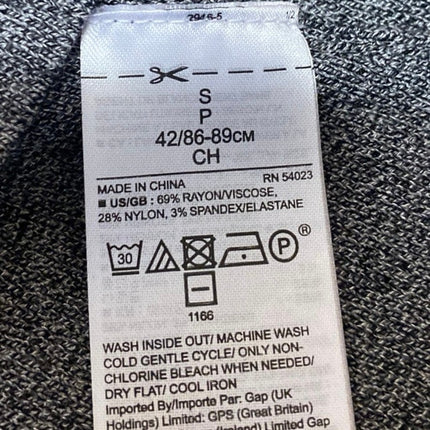 S
P
42/86-89CM
CH
MADE IN CHINA RN 54023
■ US/GB : 69% RAYON/VISCOSE,
28% NYLON, 3% SPANDEX/ELASTANE
30 P ®
1166
WASH INSIDE OUT/ MACHINE WASH
COLD GENTLE CYCLE/ ONLY NON-
CHLORINE BLEACH WHEN NEEDED/
DRY FLAT/ COOL IRON
Imported By/Importe Par: Gap (UK
Holdings) Limited: GPS (Great Britain)
Limited Gap